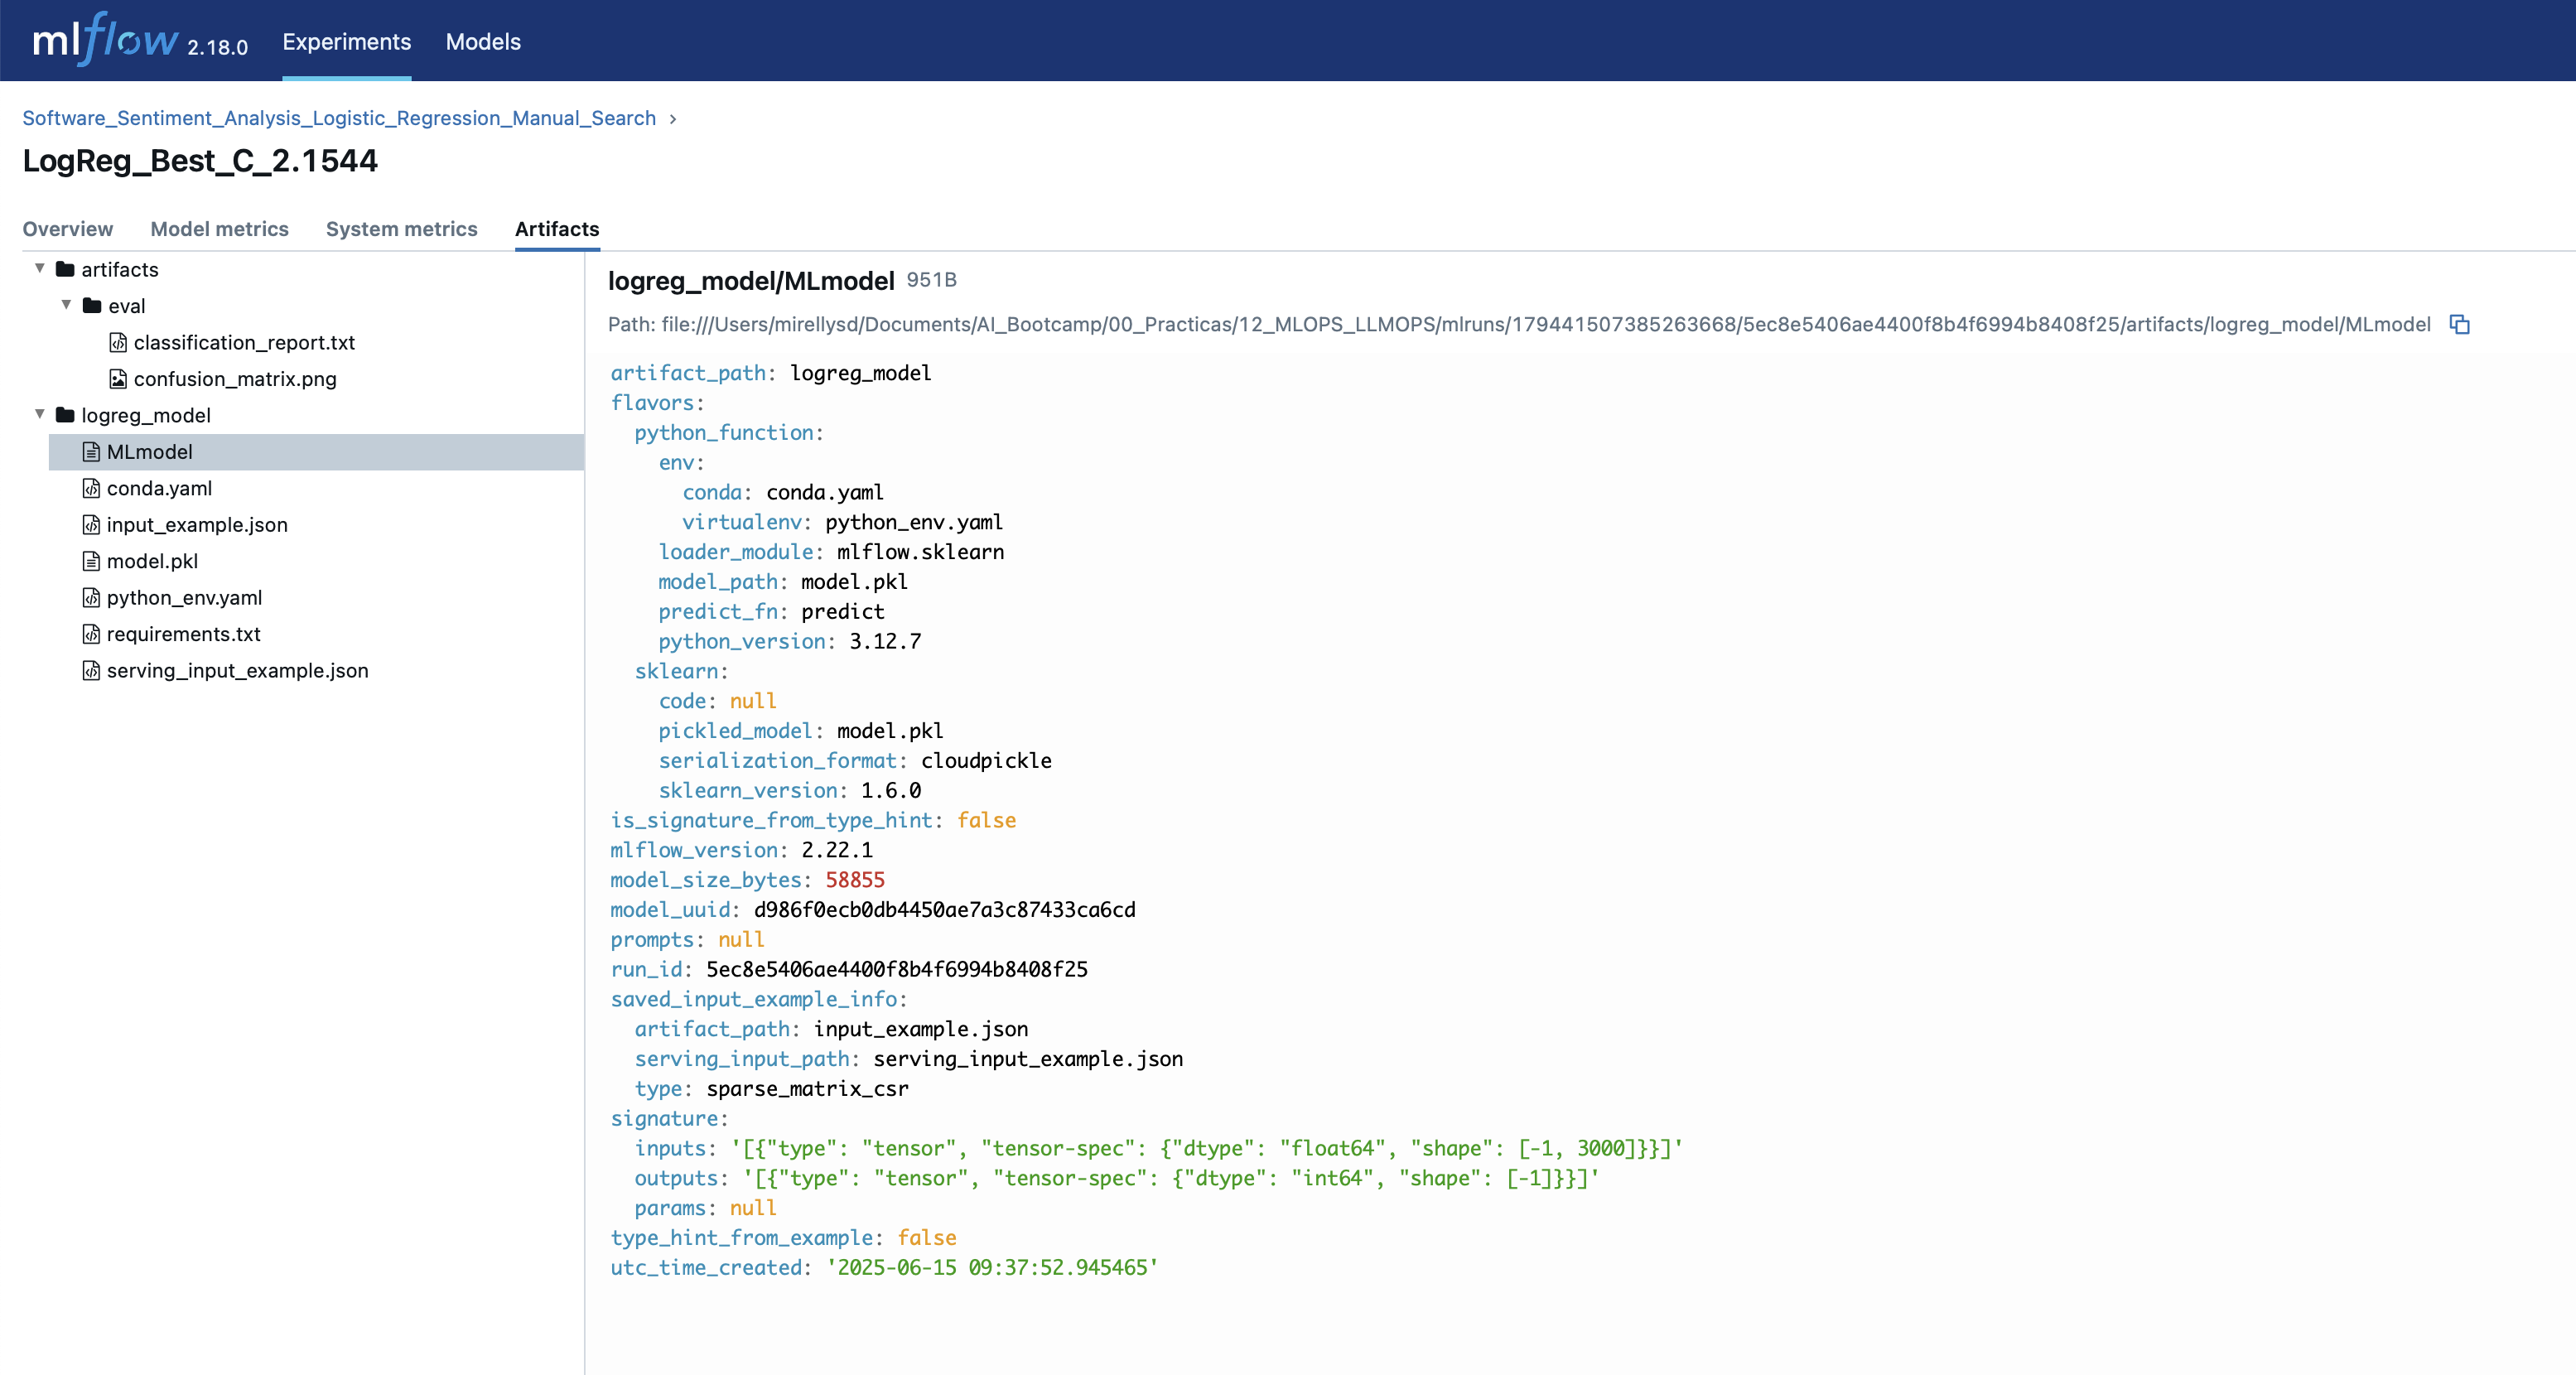 mlflow 2.18.0 Experiments Models
Software_Sentiment_Analysis_Logistic_Regression_Manual_Search >
LogReg_Best_C_2.1544
Overview Model metrics System metrics Artifacts
artifacts
eval
classification_report.txt
confusion_matrix.png
logreg_model
MLmodel
conda.yaml
input_example.json
model.pkl
python_env.yaml
requirements.txt
serving_input_example.json
logreg_model/MLmodel 951B
Path: file:///Users/mirellysd/Documents/AI_Bootcamp/00_Practicas/12_MLOPS_LLMOPS/mlruns/179441507385263668/5ec8e5406ae4400f8b4f6994b8408f25/artifacts/logreg_model/MLmodel
artifact_path: logreg_model
flavors:
  python_function:
    env:
      conda: conda.yaml
      virtualenv: python_env.yaml
    loader_module: mlflow.sklearn
    model_path: model.pkl
    predict_fn: predict
    python_version: 3.12.7
  sklearn:
    code: null
    pickled_model: model.pkl
    serialization_format: cloudpickle
    sklearn_version: 1.6.0
is_signature_from_type_hint: false
mlflow_version: 2.22.1
model_size_bytes: 58855
model_uuid: d986f0ecb0db4450ae7a3c87433ca6cd
prompts: null
run_id: 5ec8e5406ae4400f8b4f6994b8408f25
saved_input_example_info:
  artifact_path: input_example.json
  serving_input_path: serving_input_example.json
  type: sparse_matrix_csr
signature:
  inputs: '[{"type": "tensor", "tensor-spec": {"dtype": "float64", "shape": [-1, 3000]}}]'
  outputs: '[{"type": "tensor", "tensor-spec": {"dtype": "int64", "shape": [-1]}}]'
  params: null
type_hint_from_example: false
utc_time_created: '2025-06-15 09:37:52.945465'